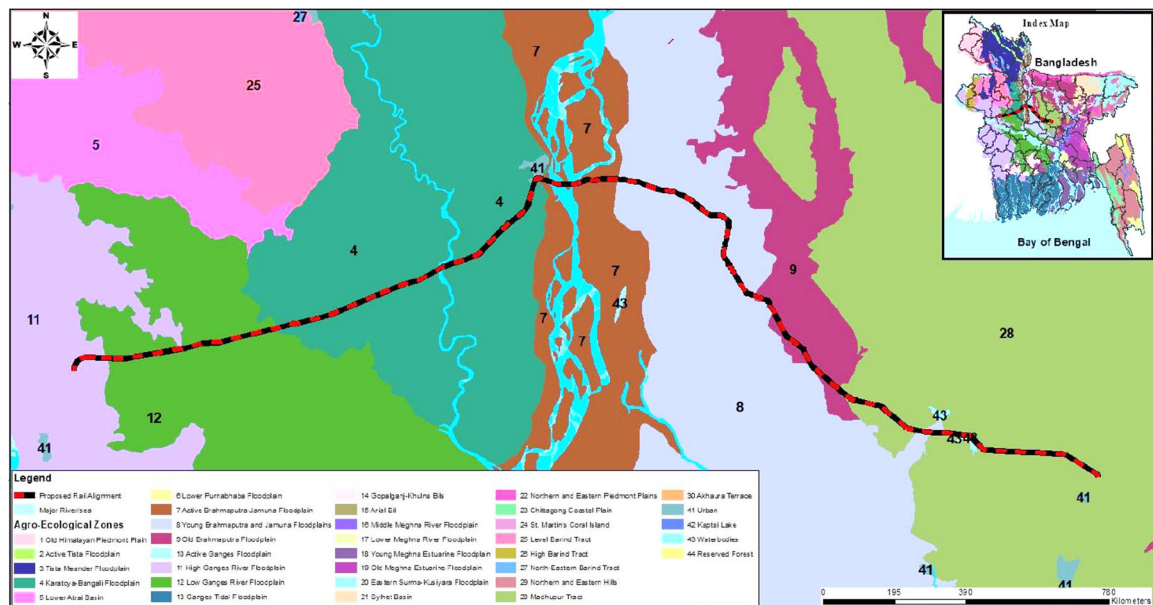 N
W E
S
27
25
5
11
12
41
4
4
41
7
7
7
43
7
7
8
9
28
43
43
41
41
41
Index Map
Bangladesh
Bay of Bengal
Legend
Proposed Rail Alignment
Major River/sea
Agro-Ecological Zones
1 Old Himalayan Piedmont Plain
2 Active Tista Floodplain
3 Tista Meander Floodplain
4 Karatoya-Bangali Floodplain
5 Lower Atrai Basin
6 Lower Purnabhaba Floodplain
7 Active Brahmaputra-Jamuna Floodplain
8 Young Brahmaputra and Jamuna Floodplains
9 Old Brahmaputra Floodplain
10 Active Ganges Floodplain
11 High Ganges River Floodplain
12 Low Ganges River Floodplain
13 Ganges Tidal Floodplain
14 Gopalganj-Khulna Bils
15 Arial Bil
16 Middle Meghna River Floodplain
17 Lower Meghna River Floodplain
18 Young Meghna Estuarine Floodplain
19 Old Meghna Estuarine Floodplain
20 Eastern Surma-Kusiyara Floodplain
21 Sylhet Basin
22 Northern and Eastern Piedmont Plains
23 Chittagong Coastal Plain
24 St. Martin's Coral Island
25 Level Barind Tract
26 High Barind Tract
27 North-Eastern Barind Tract
28 Madhupur Tract
29 Northern and Eastern Hills
30 Akhaura Terrace
41 Urban
42 Kaptai Lake
43 Waterbodies
44 Reserved Forest
0 195 390 780
Kilometers